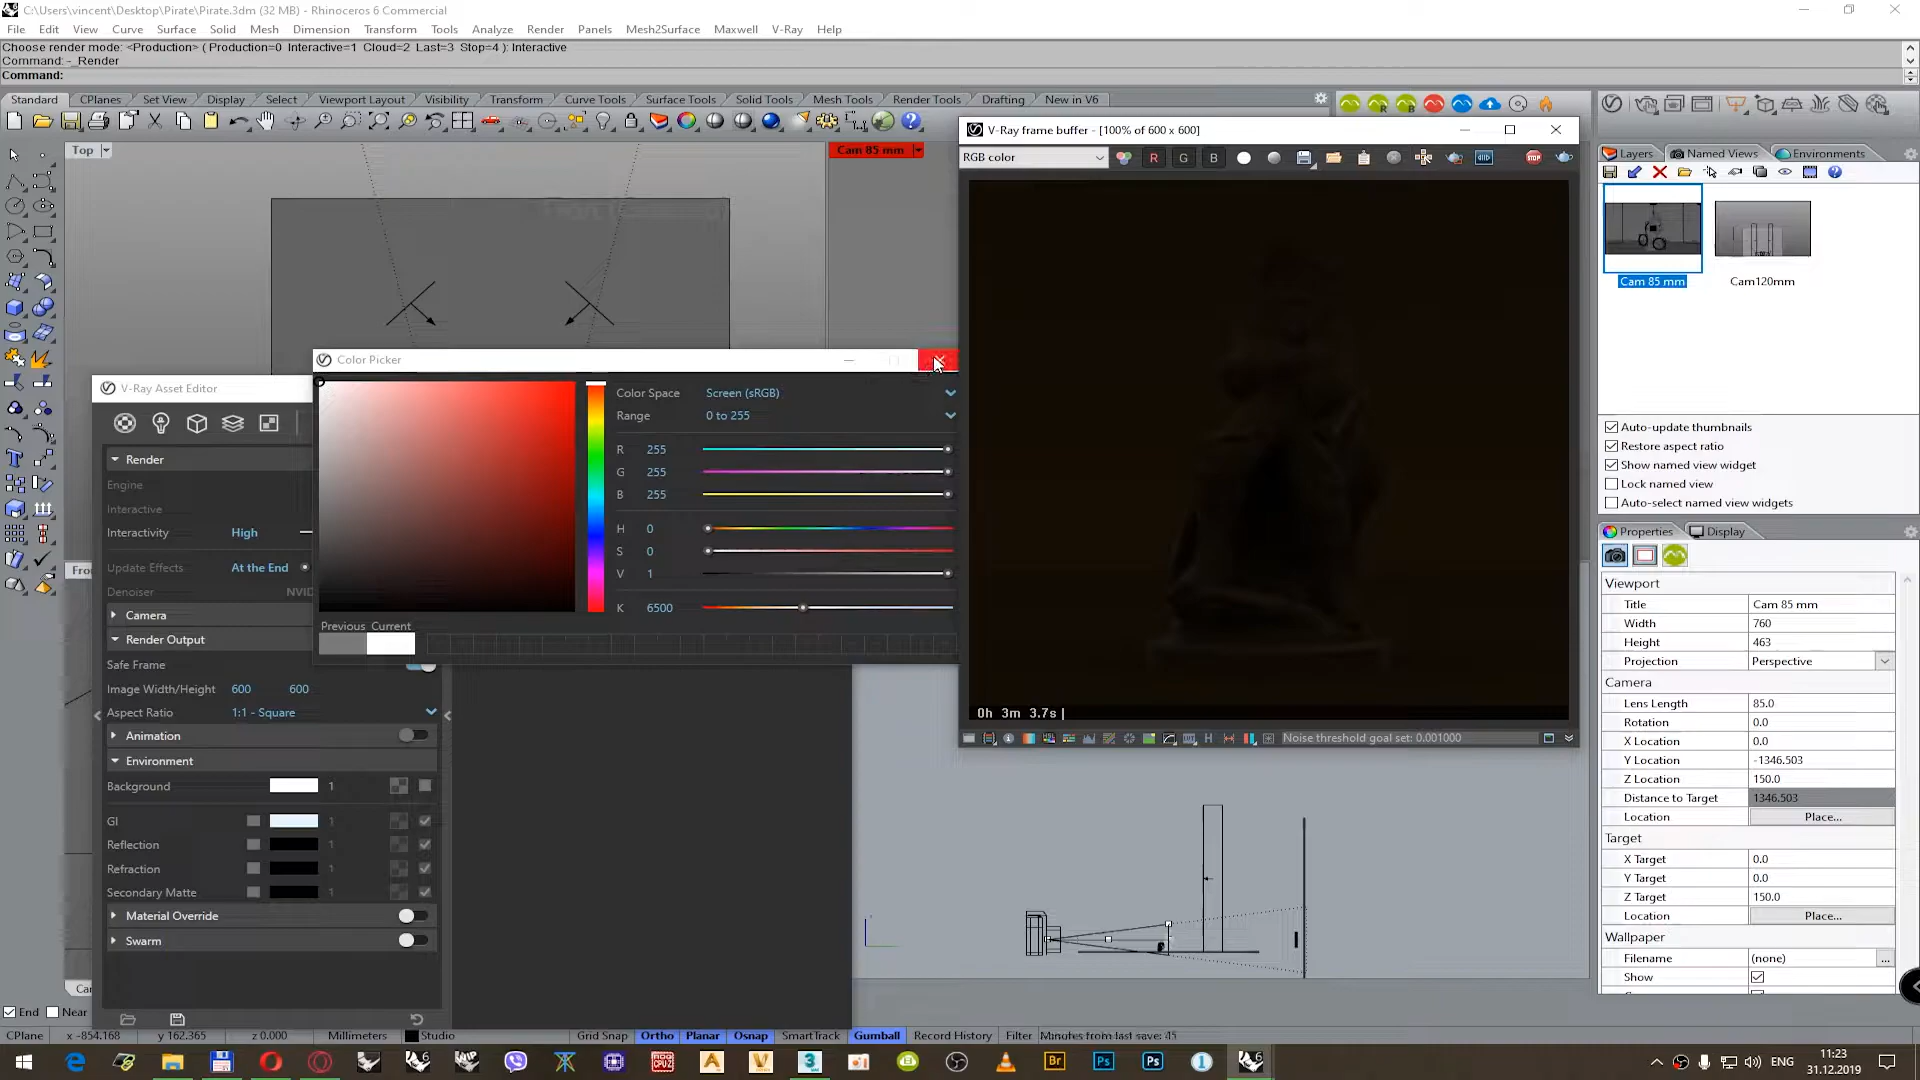 C:\Users\vincent\Desktop\Pirate\Pirate.3dm (32 MB) - Rhinoceros 6 Commercial
File Edit View Curve Surface Solid Mesh Dimension Transform Tools Analyze Render Panels Mesh2Surface Maxwell V-Ray Help
Choose render mode: <Production> ( Production=0 Interactive=1 Cloud=2 Last=3 Stop=4 ): Interactive
Command: -_Render
Command:
Standard CPlanes Set View Display Select Viewport Layout Visibility Transform Curve Tools Surface Tools Solid Tools Mesh Tools Render Tools Drafting New in V6
V-Ray frame buffer - [100% of 600 x 600]
Top
Cam 85 mm
RGB color
R G B
STOP
Layers Named Views Environments
Cam 85 mm Cam120mm
Color Picker
V-Ray Asset Editor
Color Space Screen (sRGB)
Range 0 to 255
R 255
G 255
B 255
H 0
S 0
V 1
K 6500
Previous Current
Render
Engine
Interactive
Interactivity High
Update Effects At the End
Denoiser NVID
Camera
Render Output
Safe Frame
Image Width/Height 600 600
Aspect Ratio 1:1 - Square
Animation
Environment
Background 1
GI 1
Reflection 1
Refraction 1
Secondary Matte 1
Material Override
Swarm
0h 3m 3.7s |
Noise threshold goal set: 0.001000
Auto-update thumbnails
Restore aspect ratio
Show named view widget
Lock named view
Auto-select named view widgets
Properties Display
Viewport
Title Cam 85 mm
Width 760
Height 463
Projection Perspective
Camera
Lens Length 85.0
Rotation 0.0
X Location 0.0
Y Location -1346.503
Z Location 150.0
Distance to Target 1346.503
Location Place...
Target
X Target 0.0
Y Target 0.0
Z Target 150.0
Location Place...
Wallpaper
Filename (none) ...
Show
End Near
CPlane x -854.168 y 162.365 z 0.000 Millimeters Studio Grid Snap Ortho Planar Osnap SmartTrack Gumball Record History Filter Minutes from last save: 45
ENG
11:23
31.12.2019